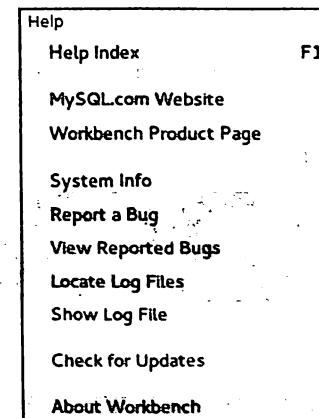 Help
Help Index F1
MySQL.com Website
Workbench Product Page
System Info
Report a Bug
View Reported Bugs
Locate Log Files
Show Log File
Check for Updates
About Workbench